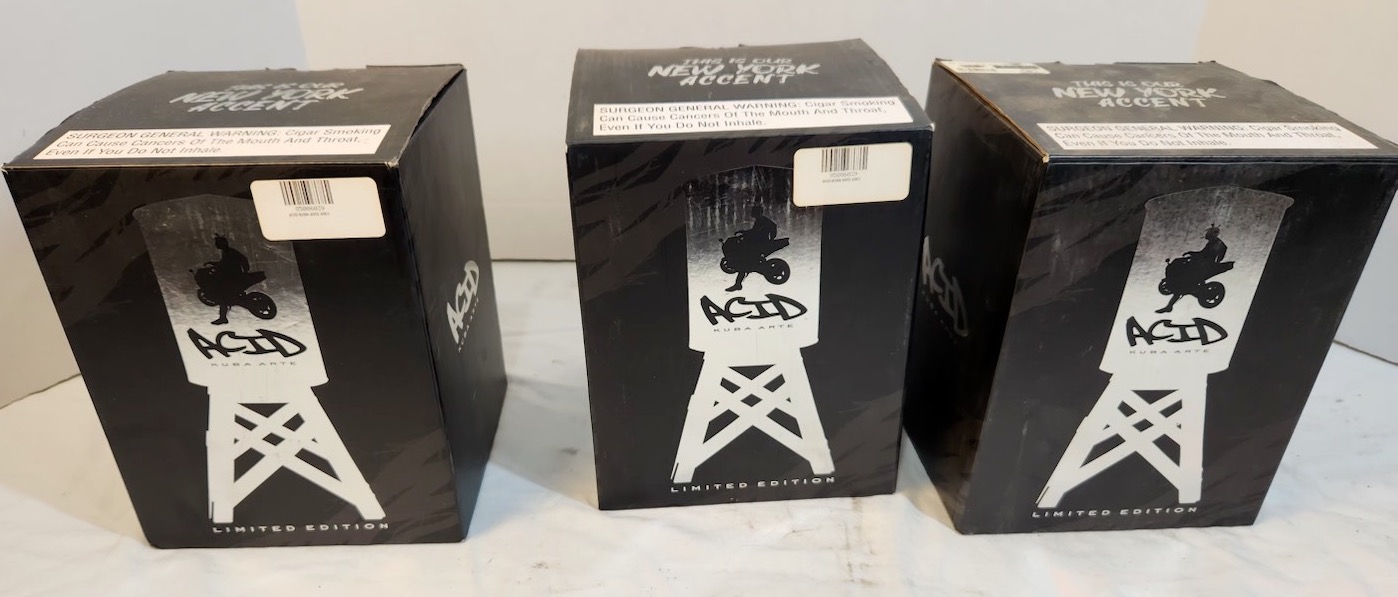 THIS IS OUR
NEW YORK
ACCENT
SURGEON GENERAL WARNING: Cigar Smoking
Can Cause Cancers Of The Mouth And Throat,
Even If You Do Not Inhale.
ACID
KUBA ARTE
LIMITED EDITION
ACID
THIS IS OUR
NEW YORK
ACCENT
SURGEON GENERAL WARNING: Cigar Smoking
Can Cause Cancers Of The Mouth And Throat,
Even If You Do Not Inhale.
ACID
KUBA ARTE
LIMITED EDITION
THIS IS OUR
NEW YORK
ACCENT
SURGEON GENERAL WARNING: Cigar Smoking
Can Cause Cancers Of The Mouth And Throat,
Even If You Do Not Inhale.
ACID
ACID
KUBA ARTE
LIMITED EDITION